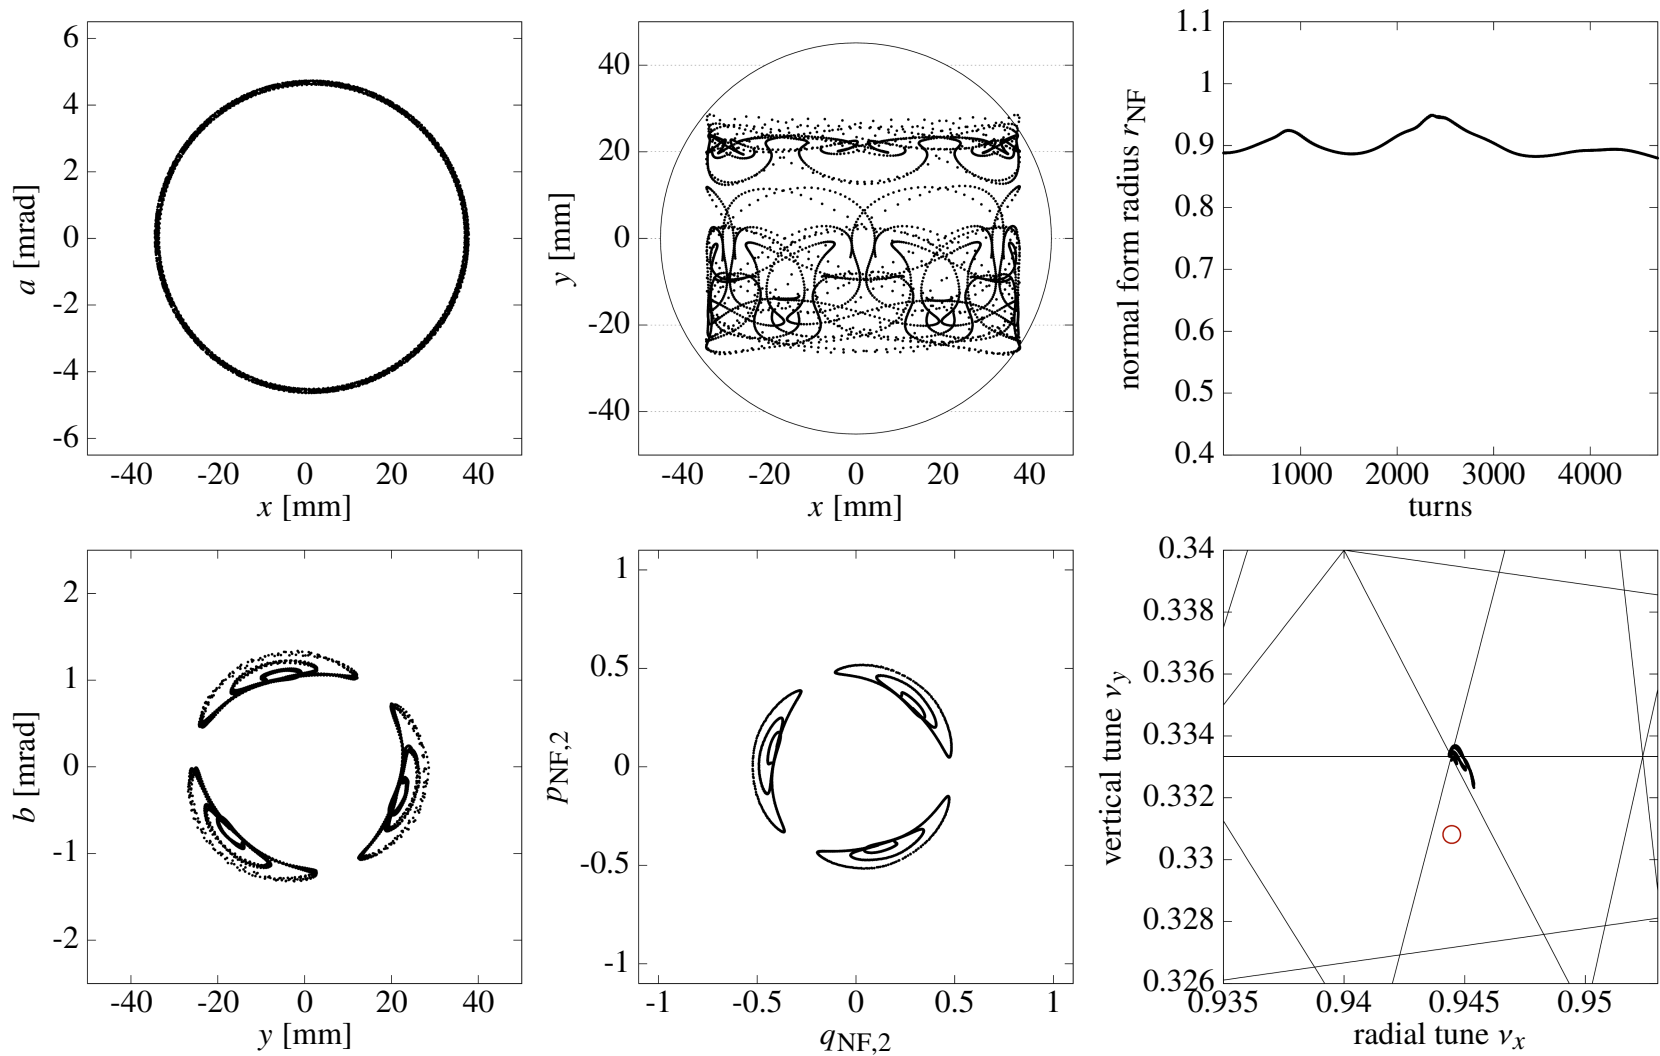 6
4
2
0
-2
-4
-6
a [mrad]
-40 -20 0 20 40
x [mm]
40
20
0
-20
-40
y [mm]
-40 -20 0 20 40
x [mm]
1.1
1
0.9
0.8
0.7
0.6
0.5
0.4
normal form radius rNF
1000 2000 3000 4000
turns
2
1
0
-1
-2
b [mrad]
-40 -20 0 20 40
y [mm]
1
0.5
0
-0.5
-1
pNF,2
-1 -0.5 0 0.5 1
qNF,2
0.34
0.338
0.336
0.334
0.332
0.33
0.328
0.326
vertical tune νy
0.935 0.94 0.945 0.95
radial tune νx